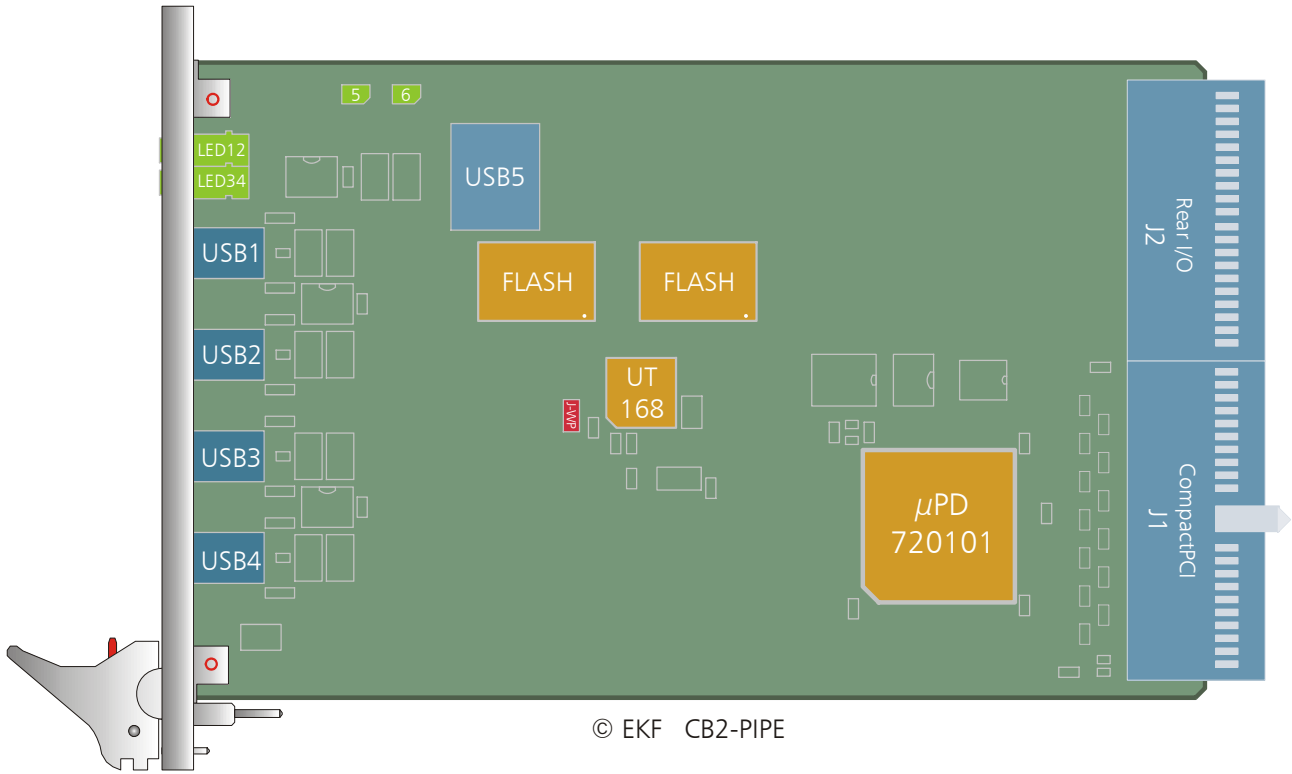 5
6
LED12
LED34
USB5
USB1
Rear I/O
J2
FLASH
FLASH
USB2
UT
168
J-WP
USB3
CompactPCI
J1
µPD
720101
USB4
© EKF CB2-PIPE